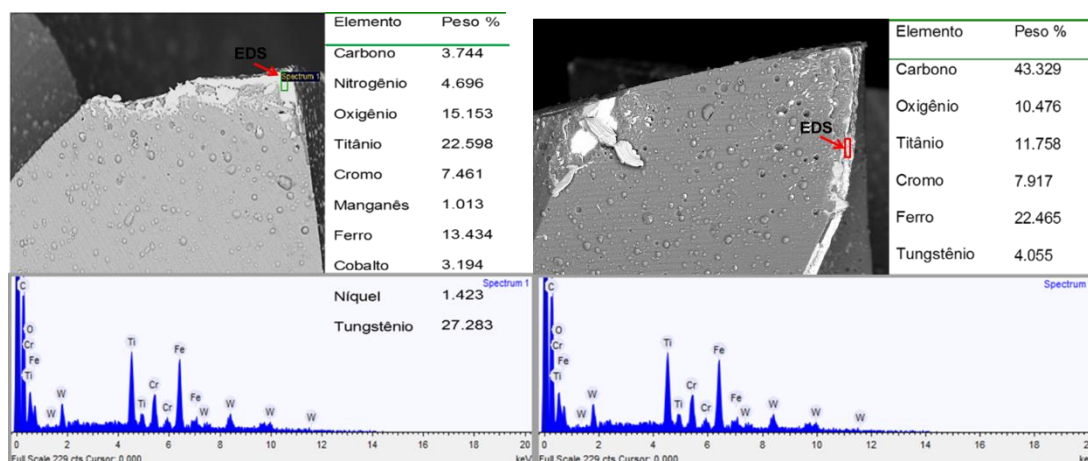 Elemento Peso %
Carbono 3.744
Nitrogênio 4.696
Oxigênio 15.153
Titânio 22.598
Cromo 7.461
Manganês 1.013
Ferro 13.434
Cobalto 3.194
Níquel 1.423
Tungstênio 27.283
EDS
Spectrum 1
Elemento Peso %
Carbono 43.329
Oxigênio 10.476
Titânio 11.758
Cromo 7.917
Ferro 22.465
Tungstênio 4.055
EDS
Spectrum 1
C
O
Cr
Fe
Ti
W
W
Ti
Ti
Cr
Cr
Fe
Fe
W
W
W
W
0 2 4 6 8 10 12 14 16 18 20
Full Scale 229 cts Cursor: 0.000 keV
Spectrum
C
O
Cr
Fe
Ti
W
W
Ti
Ti
Cr
Cr
Fe
Fe
W
W
W
W
0 2 4 6 8 10 12 14 16 18
Full Scale 229 cts Cursor: 0.000